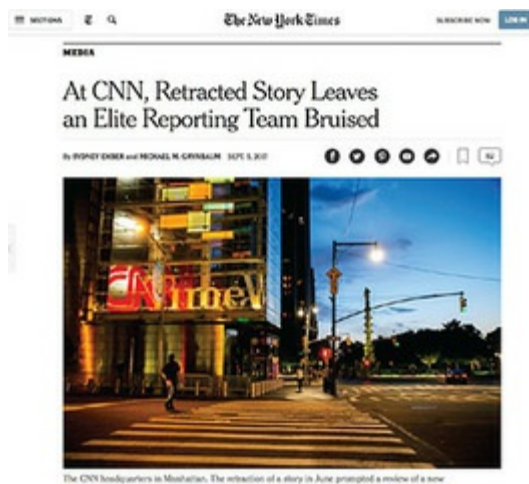 SECTIONS
The New York Times
SUBSCRIBE NOW
LOG IN
MEDIA
At CNN, Retracted Story Leaves
an Elite Reporting Team Bruised
By SYDNEY EMBER and MICHAEL M. GRYNBAUM SEPT. 5, 2017
CNN
The CNN headquarters in Manhattan. The retraction of a story in June prompted a review of a new